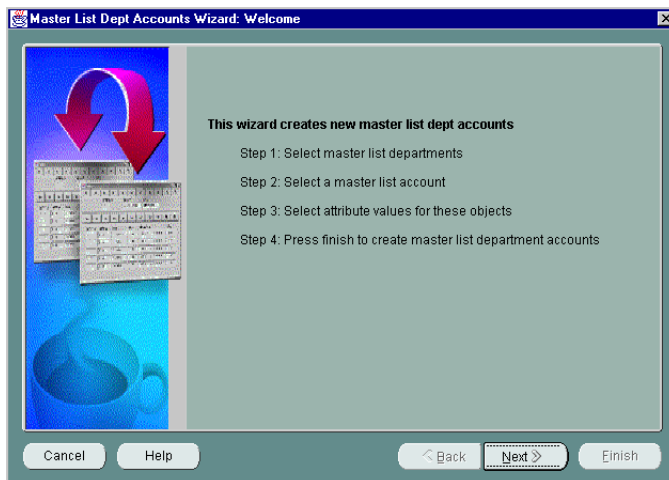 Master List Dept Accounts Wizard: Welcome
This wizard creates new master list dept accounts
Step 1: Select master list departments
Step 2: Select a master list account
Step 3: Select attribute values for these objects
Step 4: Press finish to create master list department accounts
Cancel
Help
Back
Next
Finish